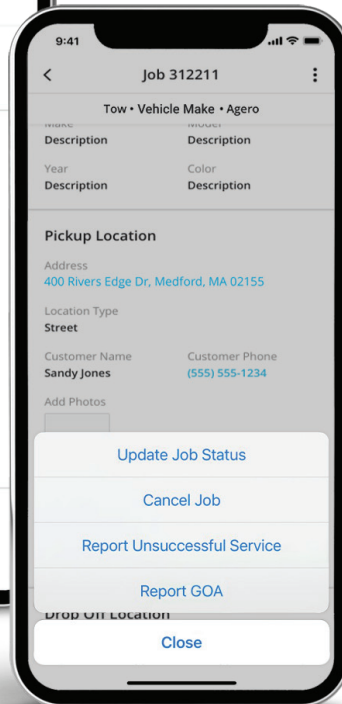 9:41
Job 312211
Tow • Vehicle Make • Agero
Make Model
Description Description
Year Color
Description Description
Pickup Location
Address
400 Rivers Edge Dr, Medford, MA 02155
Location Type
Street
Customer Name Customer Phone
Sandy Jones (555) 555-1234
Add Photos
Update Job Status
Cancel Job
Report Unsuccessful Service
Report GOA
Drop Off Location
Close